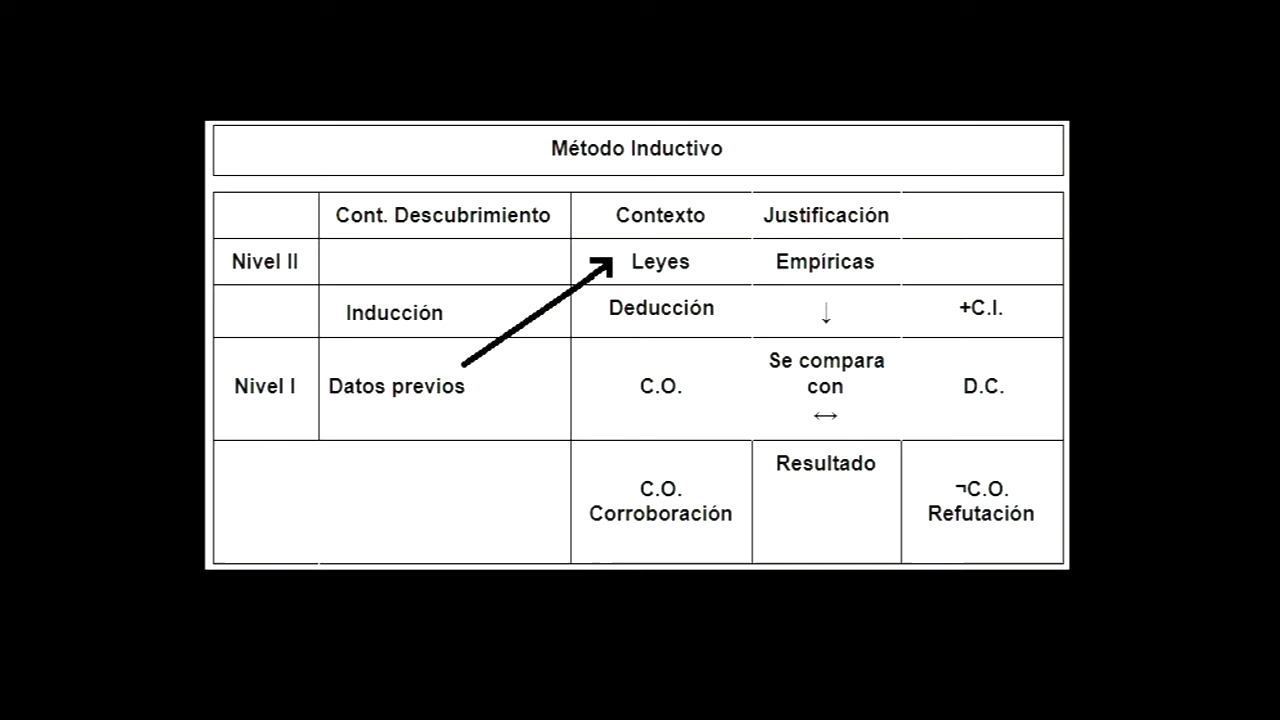 Método Inductivo
Cont. Descubrimiento Contexto Justificación
Nivel II Leyes Empíricas
Inducción Deducción ↓ +C.I.
Nivel I Datos previos C.O. Se compara
con
↔ D.C.
Resultado
C.O.
Corroboración
¬C.O.
Refutación